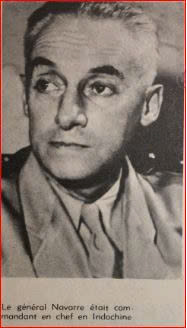 Le général Navarre était com-
mandant en chef en Indochine